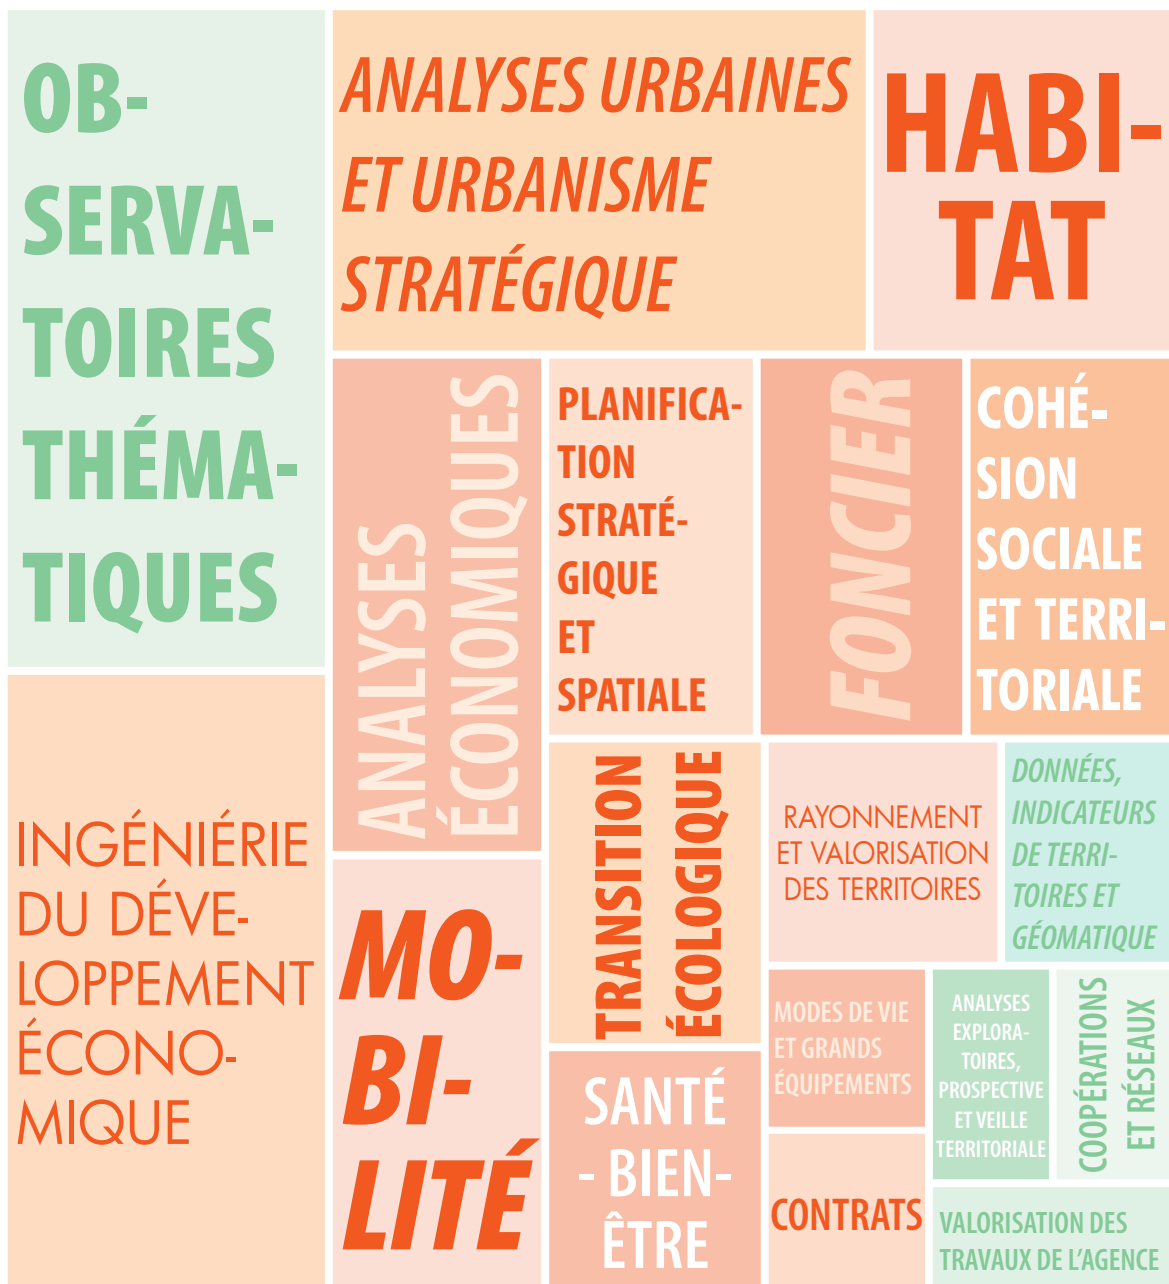 OB-
SERVA-
TOIRES
THÉMA-
TIQUES
ANALYSES URBAINES
ET URBANISME
STRATÉGIQUE
HABI-
TAT
ANALYSES
ÉCONOMIQUES
PLANIFICA-
TION
STRATÉ-
GIQUE
ET
SPATIALE
FONCIER
COHÉ-
SION
SOCIALE
ET TERRI-
TORIALE
INGÉNIÉRIE
DU DÉVE-
LOPPEMENT
ÉCONO-
MIQUE
MO-
BI-
LITÉ
TRANSITION
ÉCOLOGIQUE
RAYONNEMENT
ET VALORISATION
DES TERRITOIRES
DONNÉES,
INDICATEURS
DE TERRI-
TOIRES ET
GÉOMATIQUE
SANTÉ
- BIEN-
ÊTRE
MODES DE VIE
ET GRANDS
ÉQUIPEMENTS
ANALYSES
EXPLORA-
TOIRES,
PROSPECTIVE
ET VEILLE
TERRITORIALE
COOPÉRATIONS
ET RÉSEAUX
CONTRATS
VALORISATION DES
TRAVAUX DE L'AGENCE